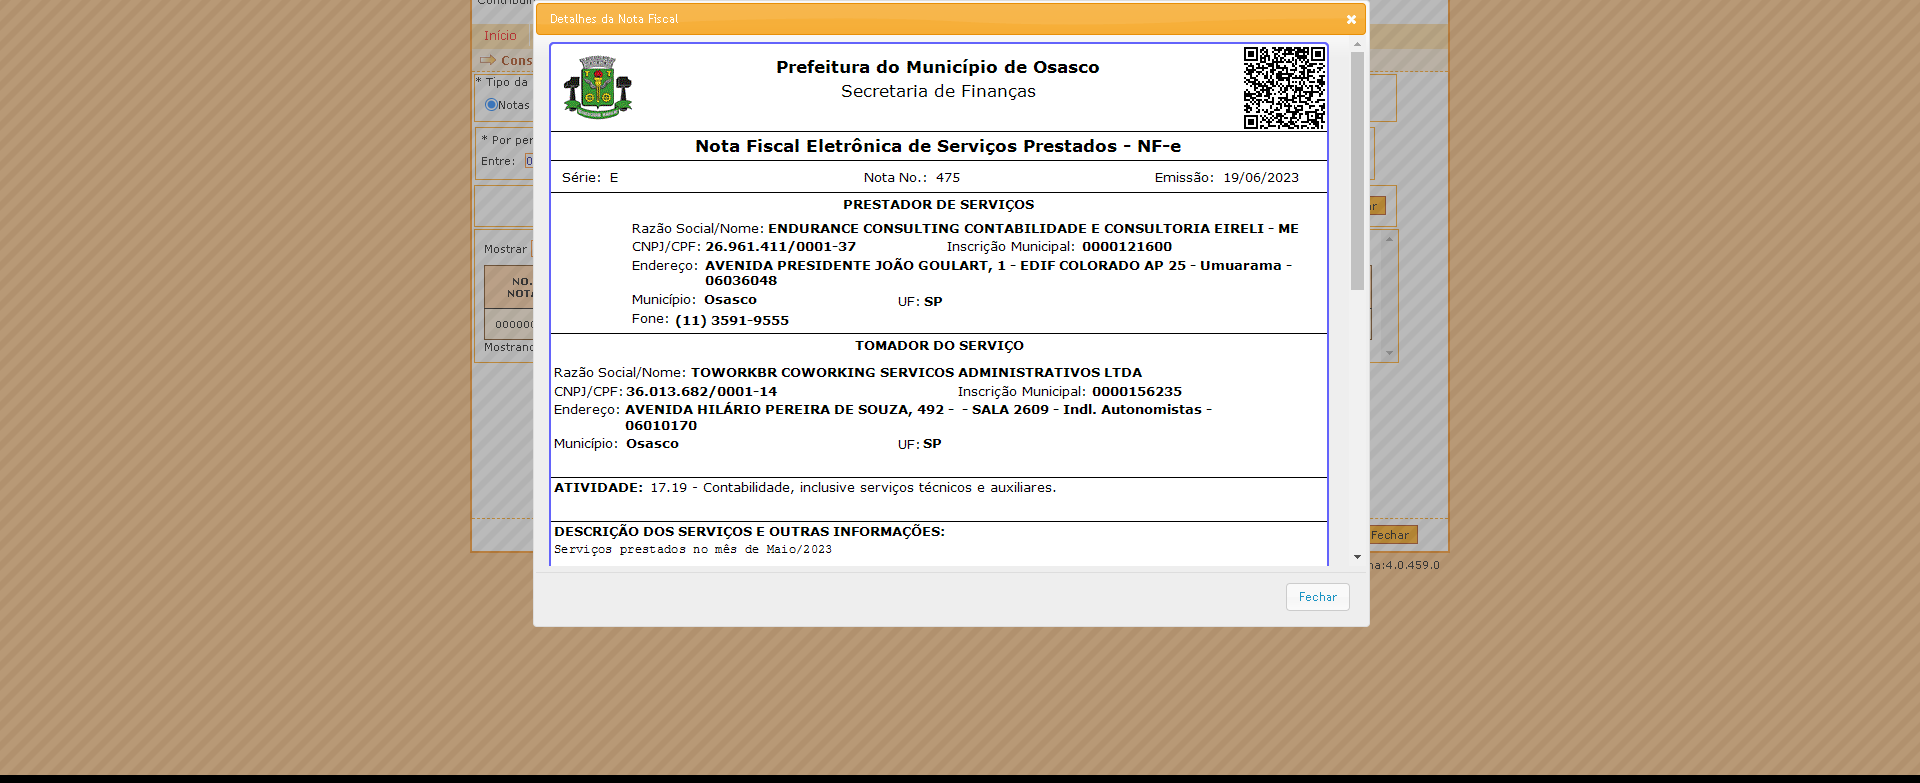 Detalhes da Nota Fiscal
Início
Cons
* Tipo da
Notas
* Por per
Entre: 0
Mostrar
NO.
NOT
000000
Mostrand
Prefeitura do Município de Osasco
Secretaria de Finanças
Nota Fiscal Eletrônica de Serviços Prestados - NF-e
Série: E Nota No.: 475 Emissão: 19/06/2023
PRESTADOR DE SERVIÇOS
Razão Social/Nome: ENDURANCE CONSULTING CONTABILIDADE E CONSULTORIA EIRELI - ME
CNPJ/CPF: 26.961.411/0001-37 Inscrição Municipal: 0000121600
Endereço: AVENIDA PRESIDENTE JOÃO GOULART, 1 - EDIF COLORADO AP 25 - Umuarama -
06036048
Município: Osasco UF: SP
Fone: (11) 3591-9555
TOMADOR DO SERVIÇO
Razão Social/Nome: TOWORKBR COWORKING SERVICOS ADMINISTRATIVOS LTDA
CNPJ/CPF: 36.013.682/0001-14 Inscrição Municipal: 0000156235
Endereço: AVENIDA HILÁRIO PEREIRA DE SOUZA, 492 - - SALA 2609 - Indl. Autonomistas -
06010170
Município: Osasco UF: SP
ATIVIDADE: 17.19 - Contabilidade, inclusive serviços técnicos e auxiliares.
DESCRIÇÃO DOS SERVIÇOS E OUTRAS INFORMAÇÕES:
Serviços prestados no mês de Maio/2023
Fechar
ar
Fechar
na:4.0.459.0